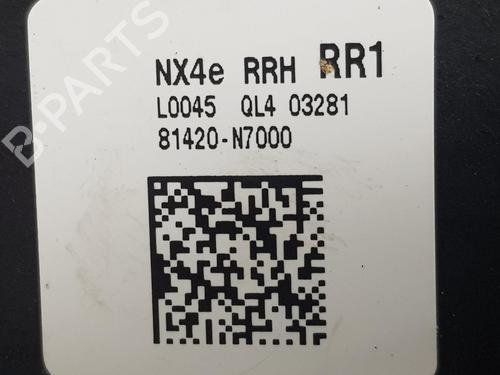 NX4e RRH RR1
L0045 QL4 03281
81420-N7000
B-PARTS